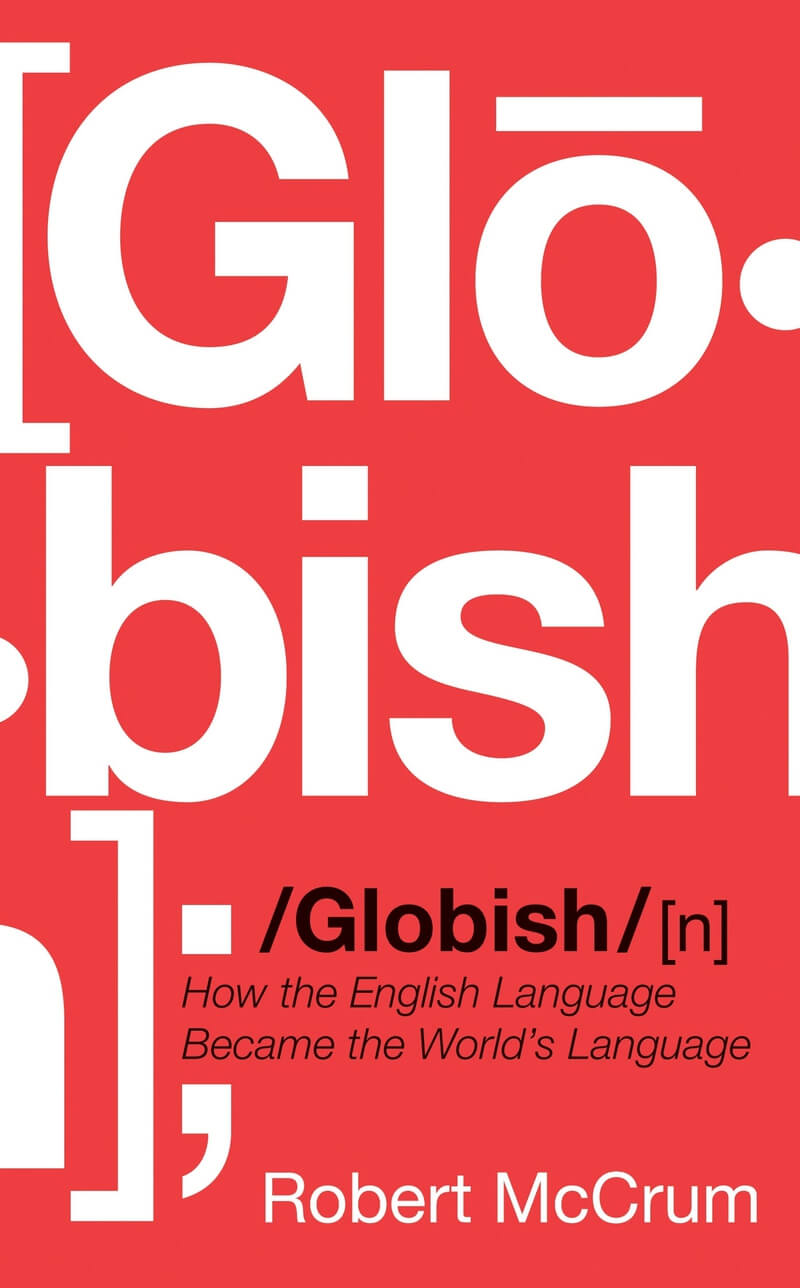 [Glō·
·bish
h];
/Globish/[n]
How the English Language
Became the World's Language
Robert McCrum